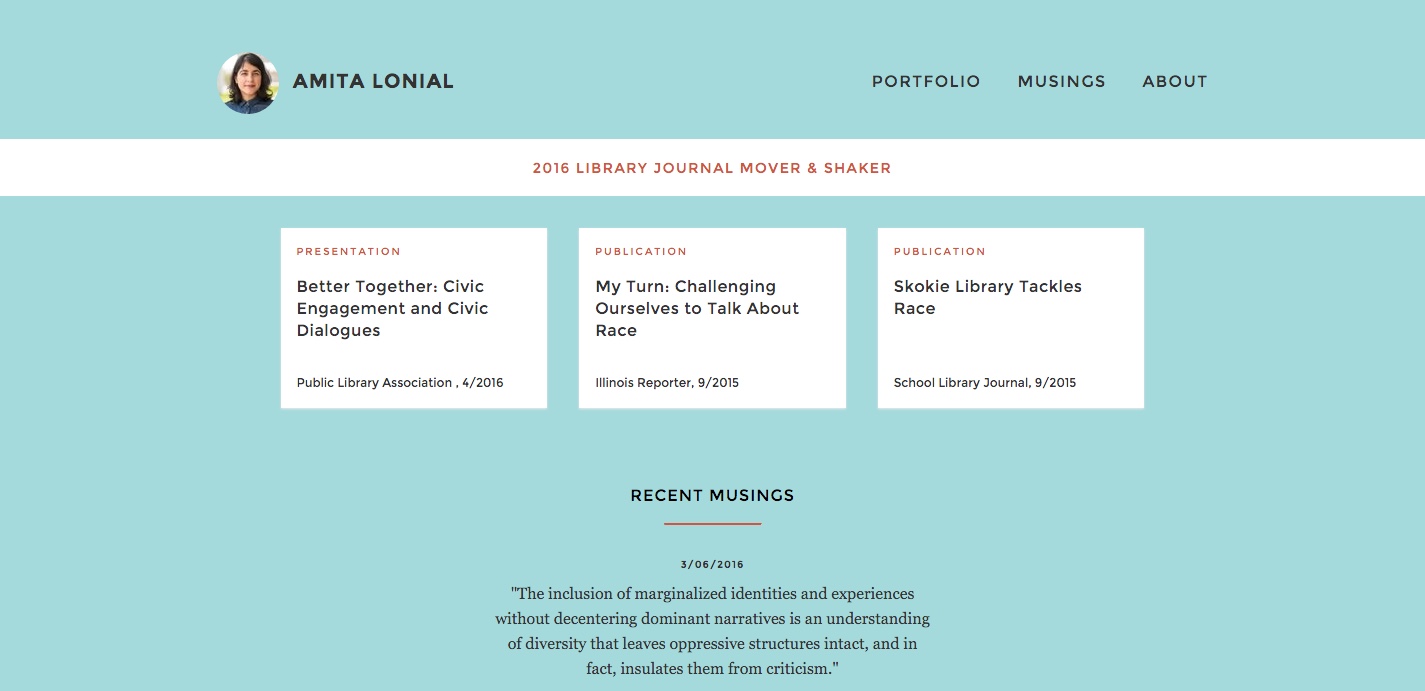 AMITA LONIAL
PORTFOLIO MUSINGS ABOUT
2016 LIBRARY JOURNAL MOVER & SHAKER
PRESENTATION
Better Together: Civic
Engagement and Civic
Dialogues
Public Library Association , 4/2016
PUBLICATION
My Turn: Challenging
Ourselves to Talk About
Race
Illinois Reporter, 9/2015
PUBLICATION
Skokie Library Tackles
Race
School Library Journal, 9/2015
RECENT MUSINGS
3/06/2016
"The inclusion of marginalized identities and experiences
without decentering dominant narratives is an understanding
of diversity that leaves oppressive structures intact, and in
fact, insulates them from criticism."